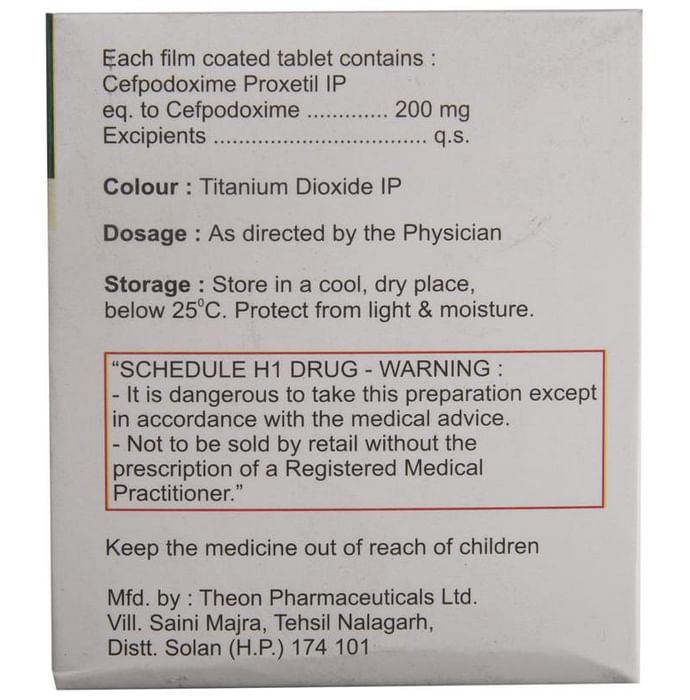 Each film coated tablet contains :
Cefpodoxime Proxetil IP
eq. to Cefpodoxime ............. 200 mg
Excipients .................................. q.s.
Colour : Titanium Dioxide IP
Dosage : As directed by the Physician
Storage : Store in a cool, dry place,
below 25⁰C. Protect from light & moisture.
“SCHEDULE H1 DRUG - WARNING :
- It is dangerous to take this preparation except
in accordance with the medical advice.
- Not to be sold by retail without the
prescription of a Registered Medical
Practitioner.”
Keep the medicine out of reach of children
Mfd. by : Theon Pharmaceuticals Ltd.
Vill. Saini Majra, Tehsil Nalagarh,
Distt. Solan (H.P.) 174 101